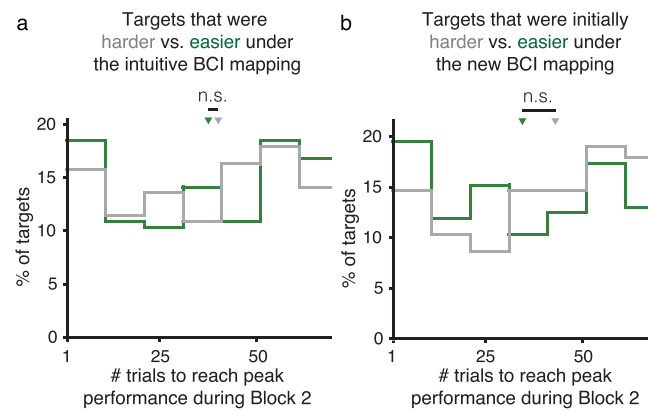 a
Targets that were
harder vs. easier under
the intuitive BCI mapping
n.s.
% of targets
20
15
10
5
0
1
25
50
# trials to reach peak
performance during Block 2
b
Targets that were initially
harder vs. easier under
the new BCI mapping
n.s.
% of targets
20
15
10
5
0
1
25
50
# trials to reach peak
performance during Block 2